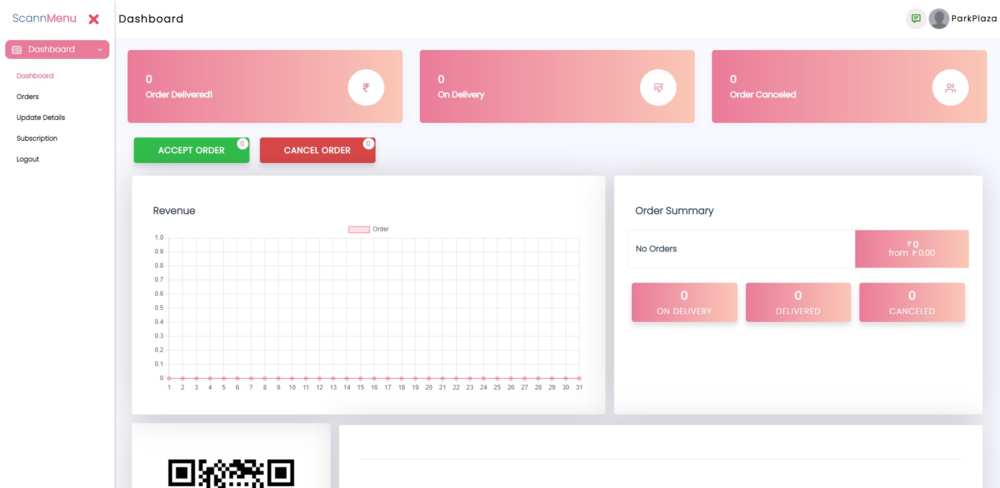 ScannMenu
Dashboard
ParkPlaza
Dashboard
Dashboard
Orders
Update Details
Subscription
Logout
0
Order Delivered!
0
On Delivery
0
Order Canceled
ACCEPT ORDER 0
CANCEL ORDER 0
Revenue
Order
1.0
0.9
0.8
0.7
0.6
0.5
0.4
0.3
0.2
0.1
0
1 2 3 4 5 6 7 8 9 10 11 12 13 14 15 16 17 18 19 20 21 22 23 24 25 26 27 28 29 30 31
Order Summary
No Orders
₹ 0
from ₹ 0.00
0
ON DELIVERY
0
DELIVERED
0
CANCELED